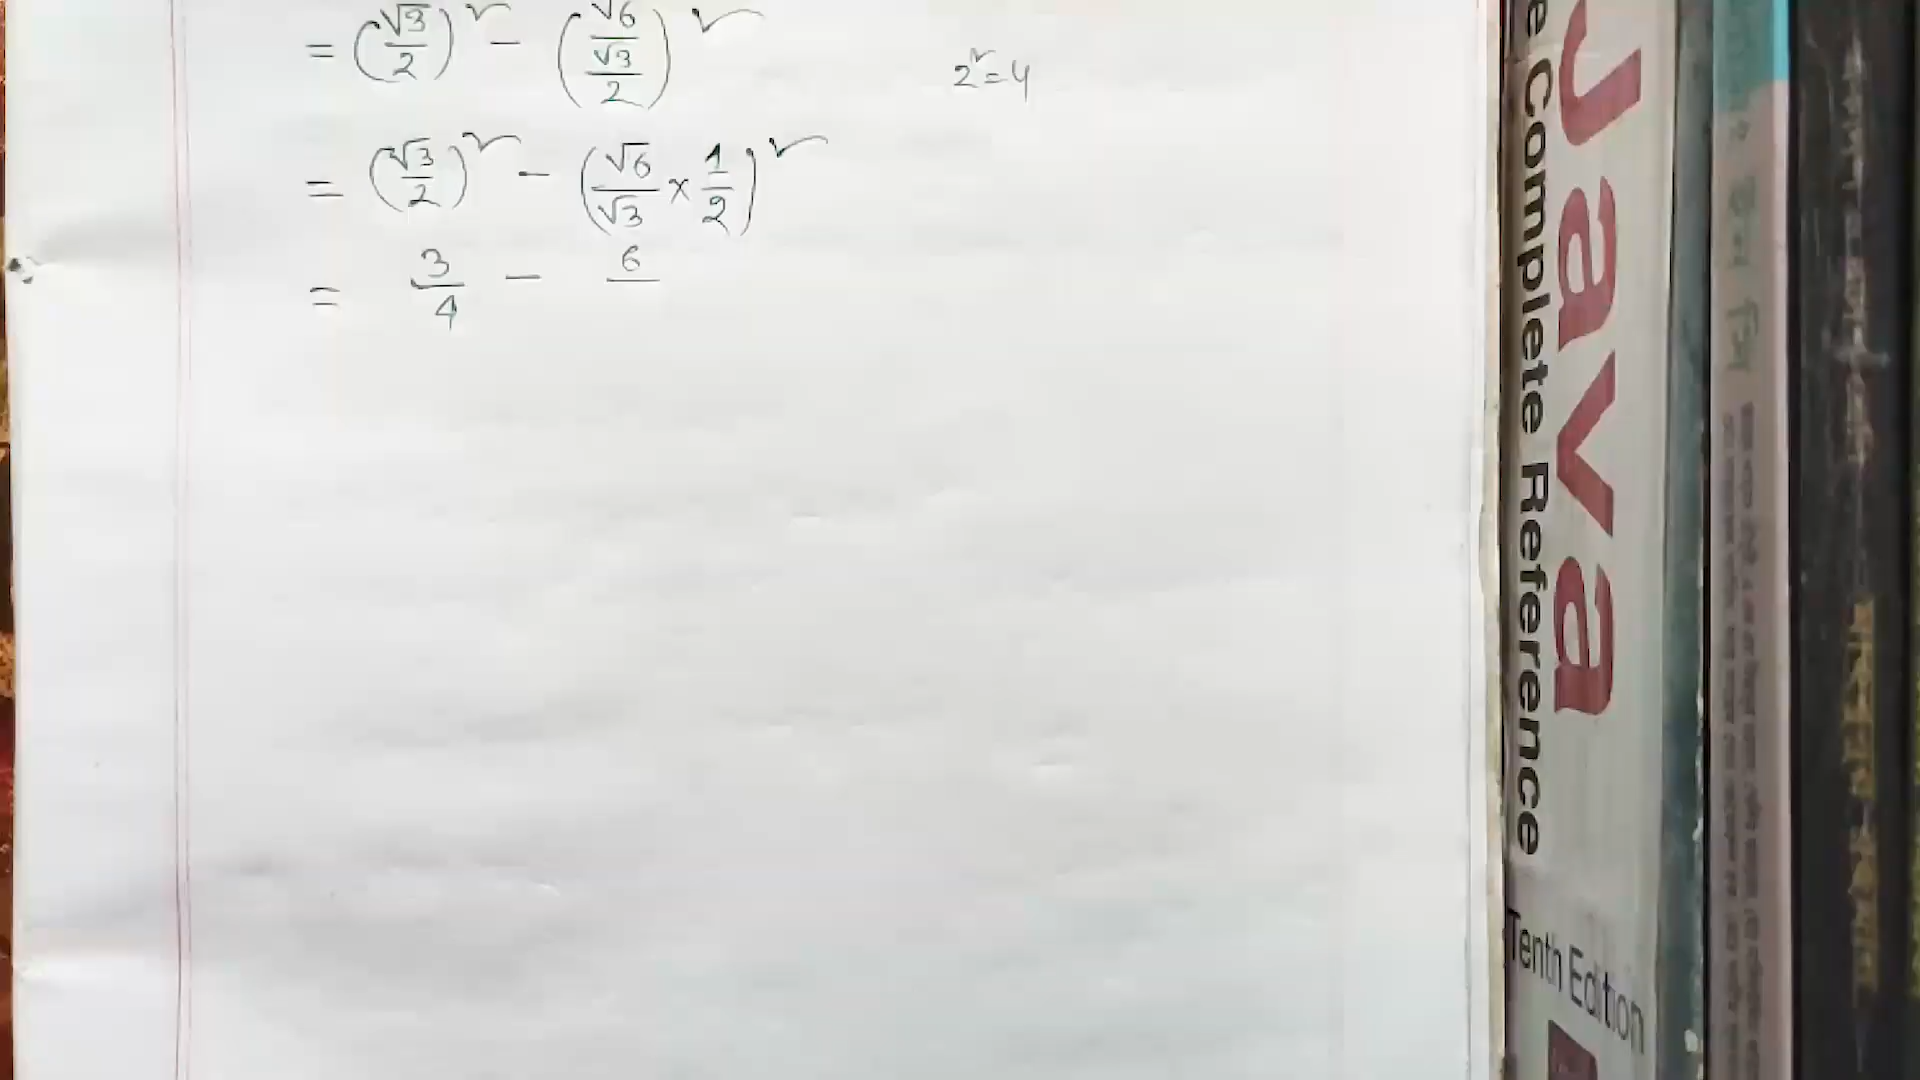 = (√3/2)² - (√6/√3/2)²
2² = 4
= (√3/2)² - (√6/√3 × 1/2)²
= 3/4 - 6/
Java
e Complete Reference
Tenth Edition